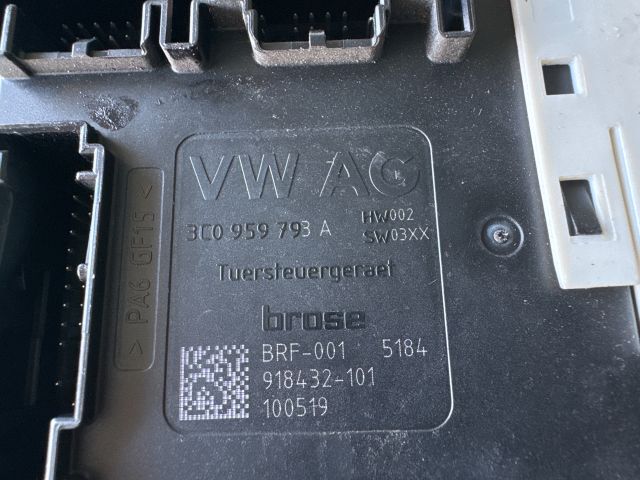 VW AG
3C0 959 793 A
HW002
SW03XX
Tuersteuergeraet
brose
BRF-001 5184
918432-101
100519
> PA6 GF15 <